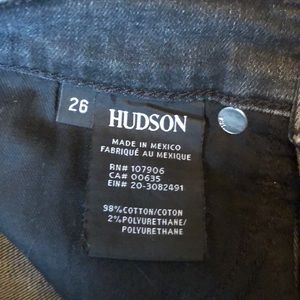 26
HUDSON
MADE IN MEXICO
FABRIQUÉ AU MEXIQUE
RN# 107906
CA# 00635
EIN# 20-3082491
98% COTTON/COTON
2% POLYURETHANE/
POLYURETHANE